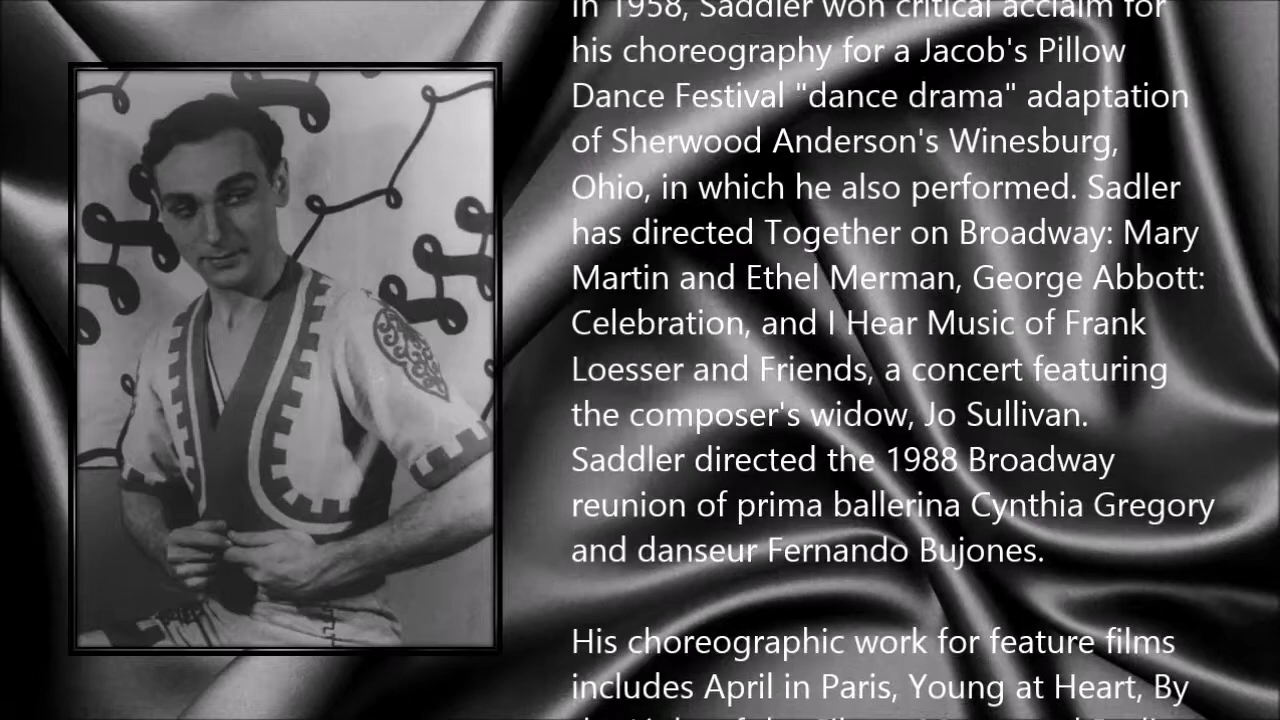 In 1958, Saddler won critical acclaim for
his choreography for a Jacob's Pillow
Dance Festival "dance drama" adaptation
of Sherwood Anderson's Winesburg,
Ohio, in which he also performed. Sadler
has directed Together on Broadway: Mary
Martin and Ethel Merman, George Abbott:
Celebration, and I Hear Music of Frank
Loesser and Friends, a concert featuring
the composer's widow, Jo Sullivan.
Saddler directed the 1988 Broadway
reunion of prima ballerina Cynthia Gregory
and danseur Fernando Bujones.
His choreographic work for feature films
includes April in Paris, Young at Heart, By